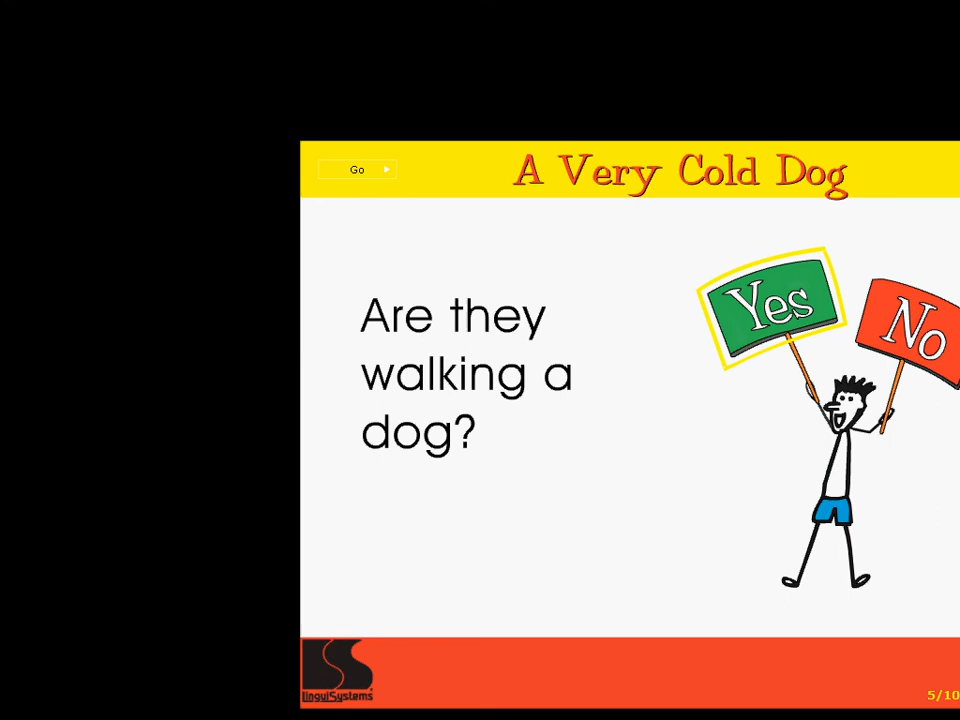 Go
A Very Cold Dog
Yes
No
Are they
walking a
dog?
LinguiSystems
5/10